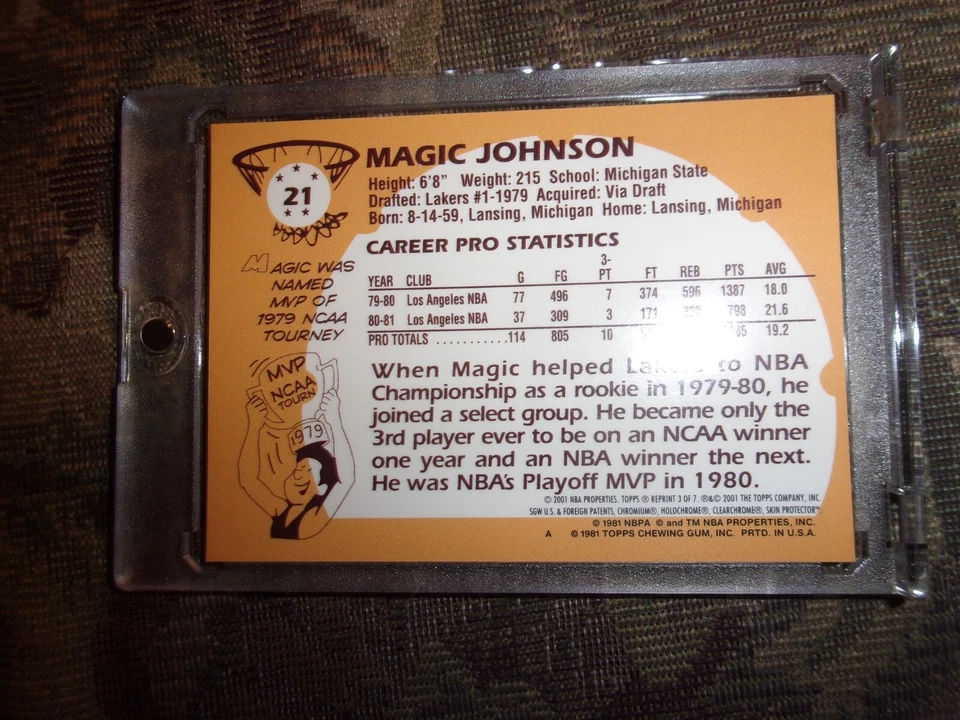 21
MAGIC JOHNSON
Height: 6'8" Weight: 215 School: Michigan State
Drafted: Lakers #1-1979 Acquired: Via Draft
Born: 8-14-59, Lansing, Michigan Home: Lansing, Michigan
CAREER PRO STATISTICS
YEAR CLUB G FG 3-PT FT REB PTS AVG
79-80 Los Angeles NBA 77 496 7 374 596 1387 18.0
80-81 Los Angeles NBA 37 309 3 171 798 21.6
PRO TOTALS ...........114 805 10 19.2
MAGIC WAS
NAMED
MVP OF
1979 NCAA
TOURNEY
MVP
NCAA
TOURN
1979
When Magic helped Lakers to NBA
Championship as a rookie in 1979-80, he
joined a select group. He became only the
3rd player ever to be on an NCAA winner
one year and an NBA winner the next.
He was NBA's Playoff MVP in 1980.
© 2001 NBA PROPERTIES. TOPPS ® REPRINT 3 OF 7. ®&© 2001 THE TOPPS COMPANY, INC.
SGW U.S. & FOREIGN PATENTS, CHROMIUM®, HOLOCHROME®, CLEARCHROME®, SKIN PROTECTOR™
© 1981 NBPA © and TM NBA PROPERTIES, INC.
A © 1981 TOPPS CHEWING GUM, INC. PRTD. IN U.S.A.